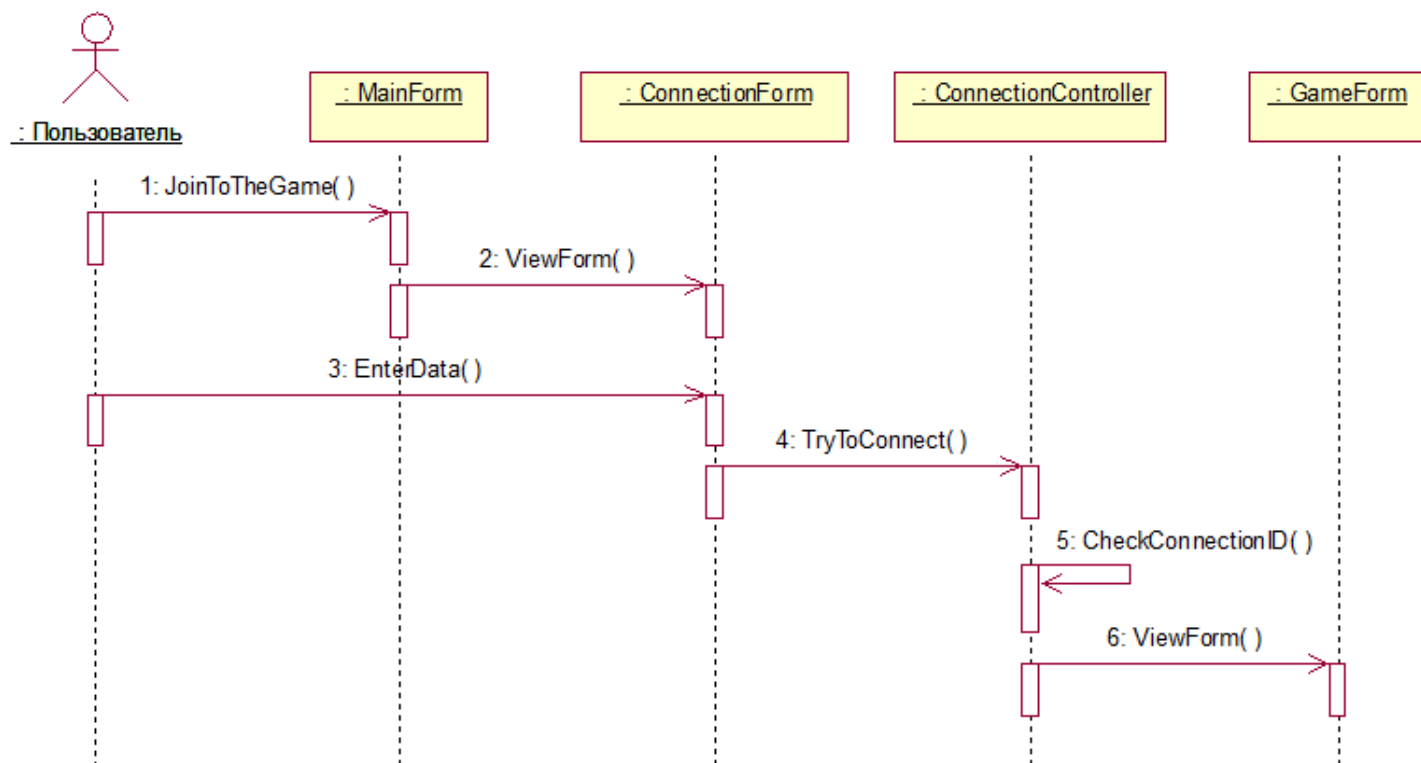 : MainForm
: ConnectionForm
: ConnectionController
: GameForm
: Пользователь
1: JoinToTheGame( )
2: ViewForm( )
3: EnterData( )
4: TryToConnect( )
5: CheckConnectionID( )
6: ViewForm( )